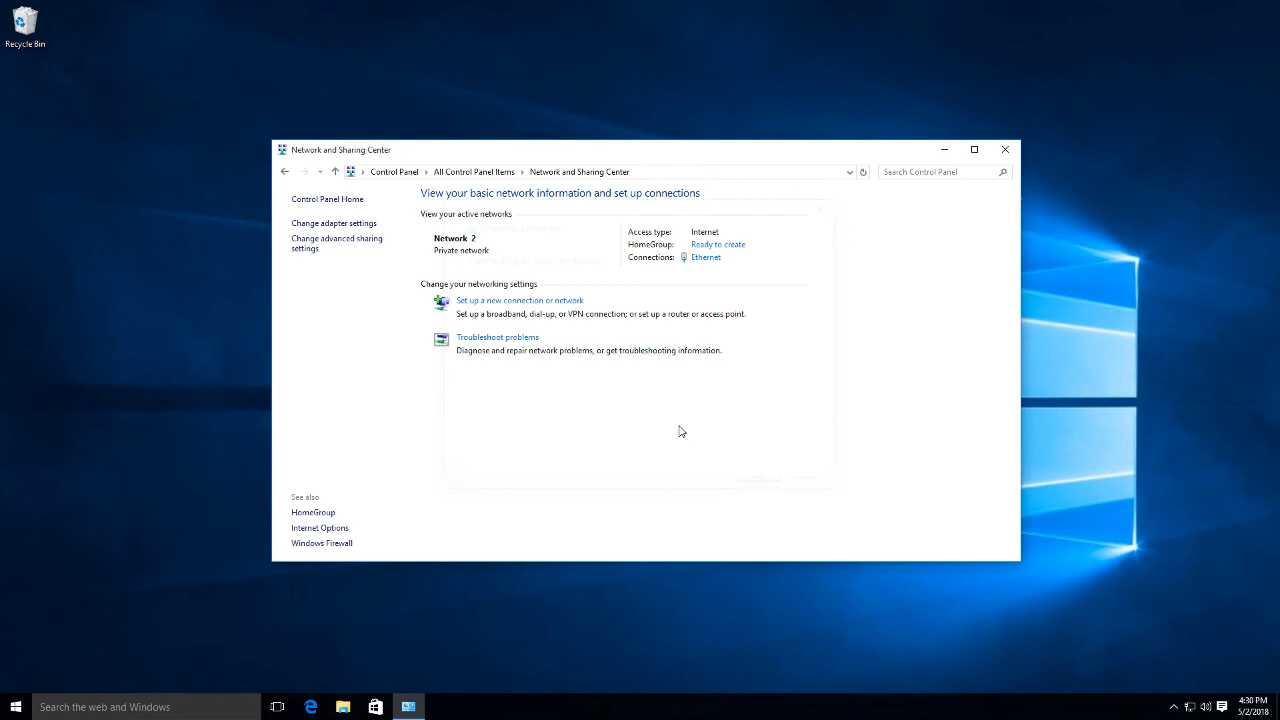 Recycle Bin
Network and Sharing Center
Control Panel > All Control Panel Items > Network and Sharing Center
Search Control Panel
Control Panel Home
View your basic network information and set up connections
Change adapter settings
Change advanced sharing
settings
View your active networks
Network 2
Private network
Access type: Internet
HomeGroup: Ready to create
Connections: Ethernet
Change your networking settings
Set up a new connection or network
Set up a broadband, dial-up, or VPN connection; or set up a router or access point.
Troubleshoot problems
Diagnose and repair network problems, or get troubleshooting information.
See also
HomeGroup
Internet Options
Windows Firewall
Search the web and Windows
4:30 PM
5/2/2018